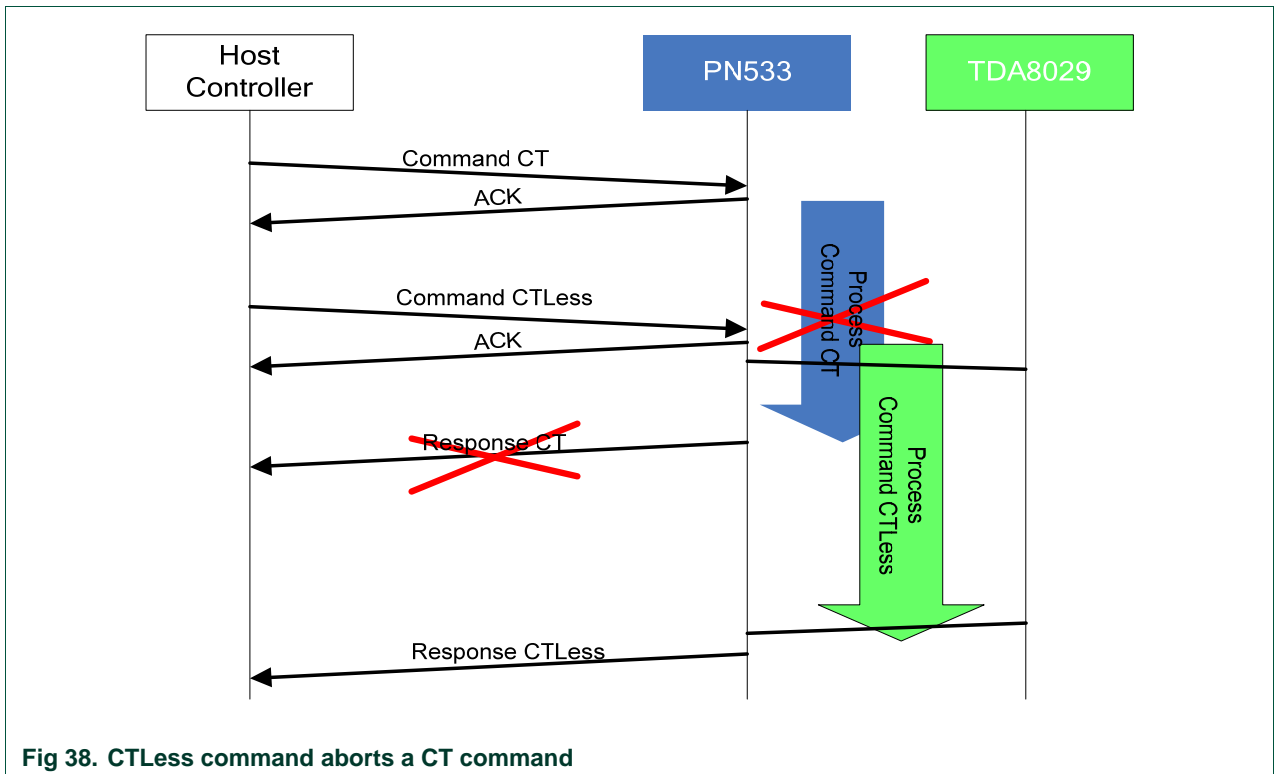 Host
Controller
PN533
TDA8029
Command CT
ACK
Process
Command CT
Command CTLess
ACK
Response CT
Process
Command CTLess
Response CTLess
Fig 38. CTLess command aborts a CT command